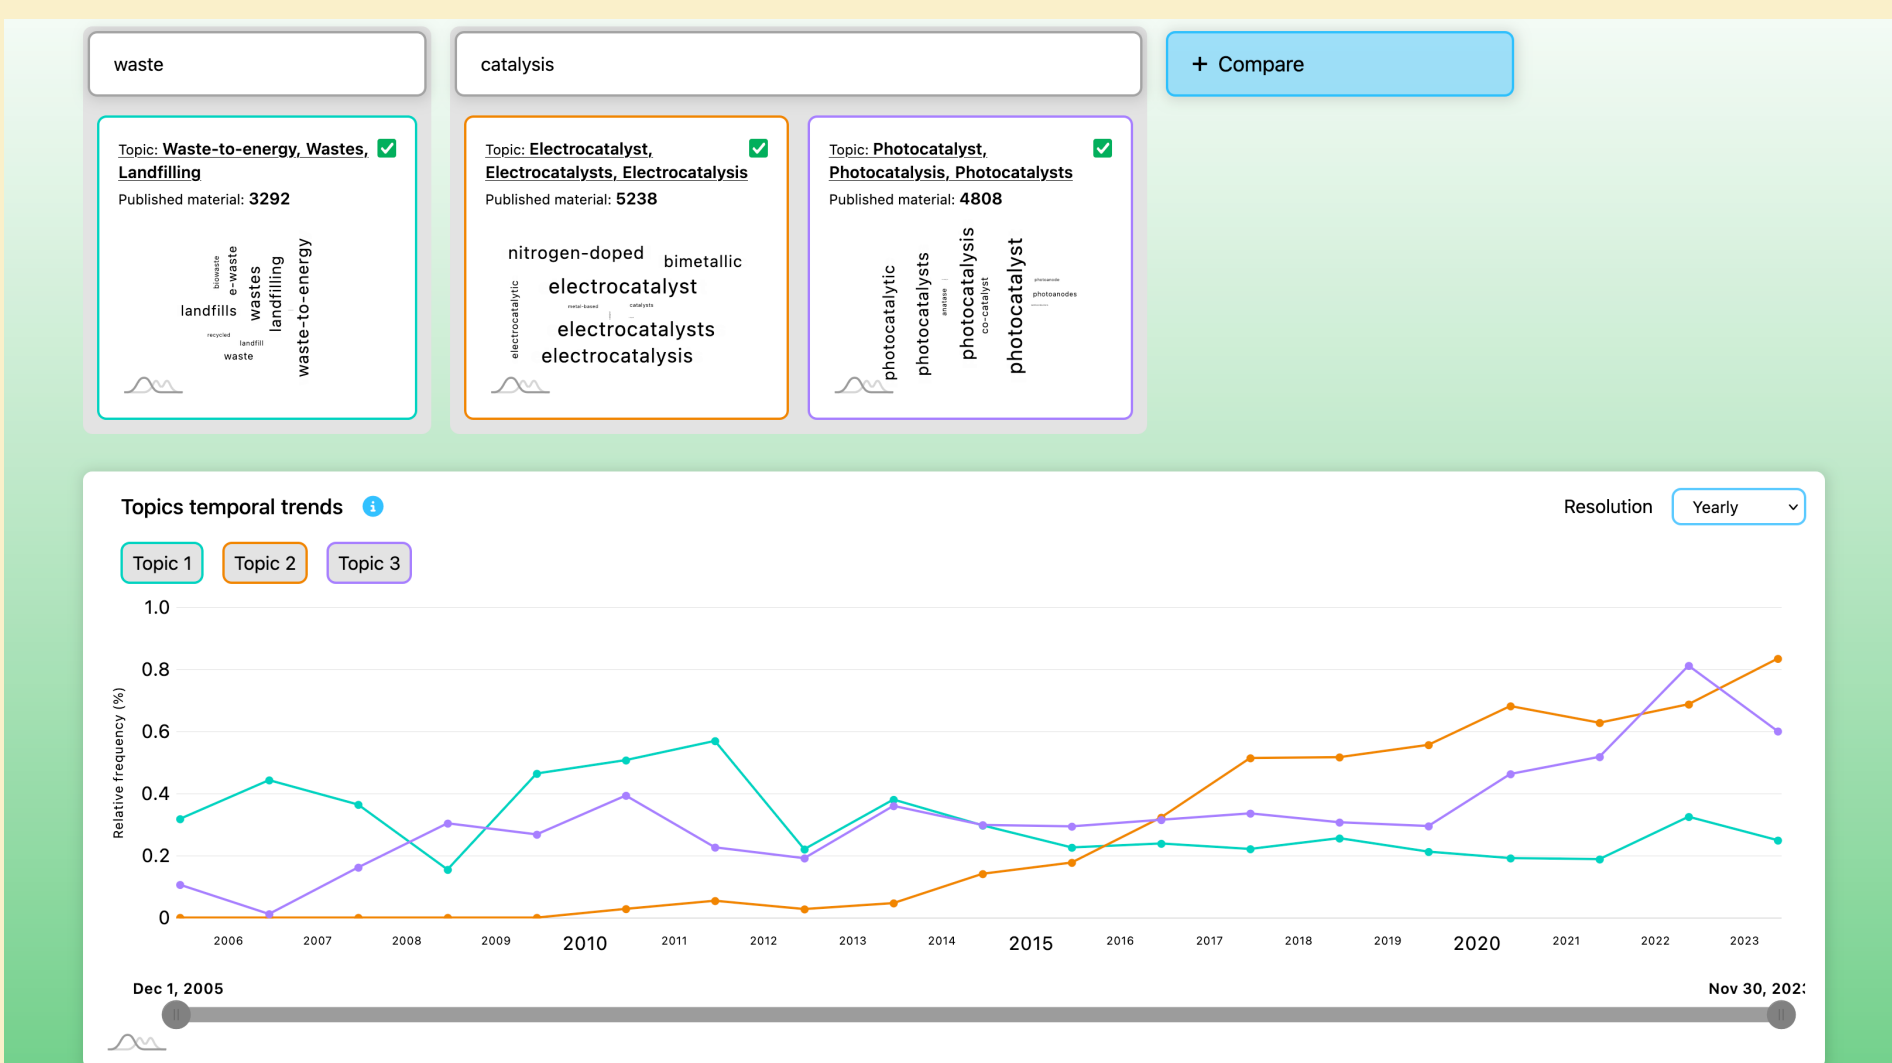 waste
catalysis
+ Compare
Topic: Waste-to-energy, Wastes,
Landfilling
Published material: 3292
biowaste
e-waste
wastes
landfilling
waste-to-energy
landfills
recycled
landfill
waste
Topic: Electrocatalyst,
Electrocatalysts, Electrocatalysis
Published material: 5238
nitrogen-doped
bimetallic
electrocatalyst
electrocatalytic
metal-based
catalysts
electrocatalysts
electrocatalysis
Topic: Photocatalyst,
Photocatalysis, Photocatalysts
Published material: 4808
photocatalytic
photocatalysts
anatase
photocatalysis
co-catalyst
photocatalyst
photoanode
photoanodes
Topics temporal trends
Resolution
Yearly
Topic 1
Topic 2
Topic 3
Relative frequency (%)
1.0
0.8
0.6
0.4
0.2
0
2006 2007 2008 2009 2010 2011 2012 2013 2014 2015 2016 2017 2018 2019 2020 2021 2022 2023
Dec 1, 2005
Nov 30, 202